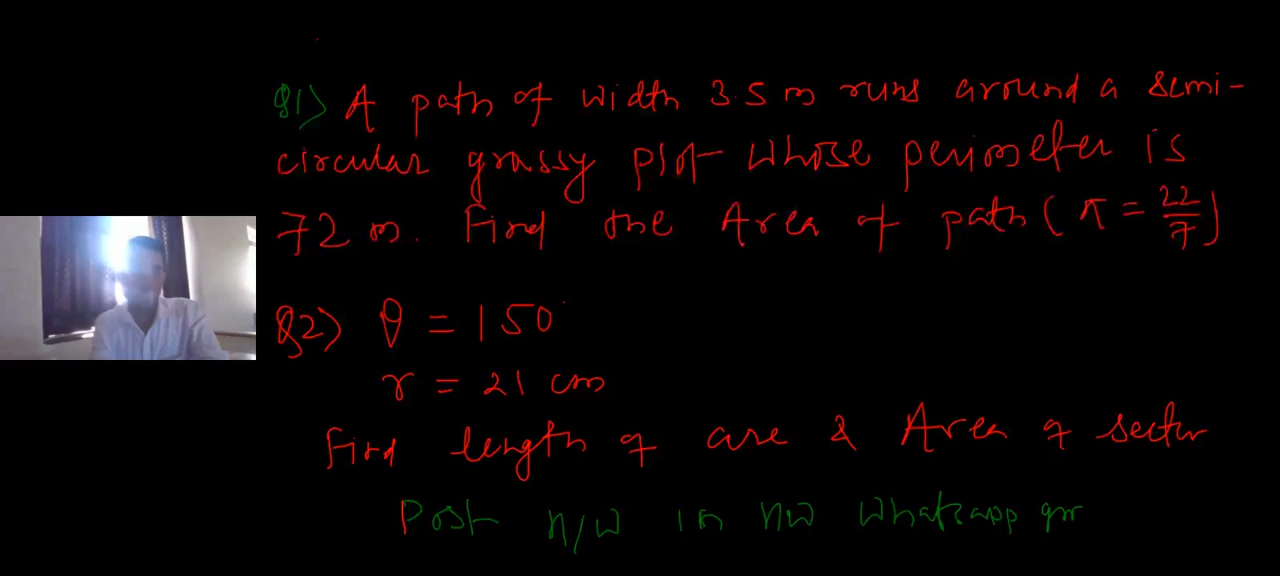 Q1) A path of width 3.5 m runs around a semi-
circular grassy plot whose perimeter is
72 m. Find the Area of path (π = 22/7)
Q2) θ = 150°
r = 21 cm
Find length of arc & Area of sector
Post H/W in HW Whatsapp gr